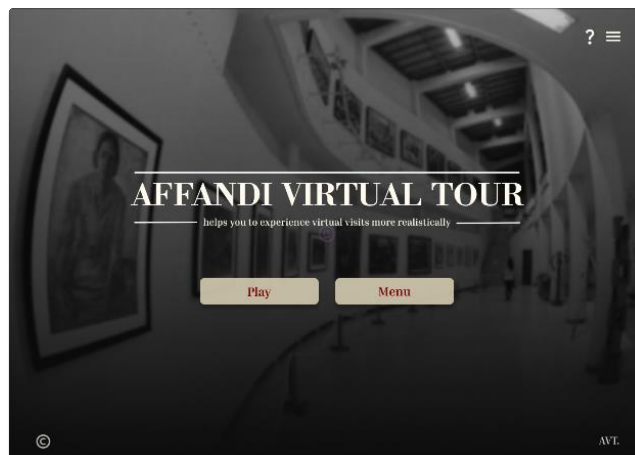 ?
AFFANDI VIRTUAL TOUR
helps you to experience virtual visits more realistically
Play
Menu
©
AVT.